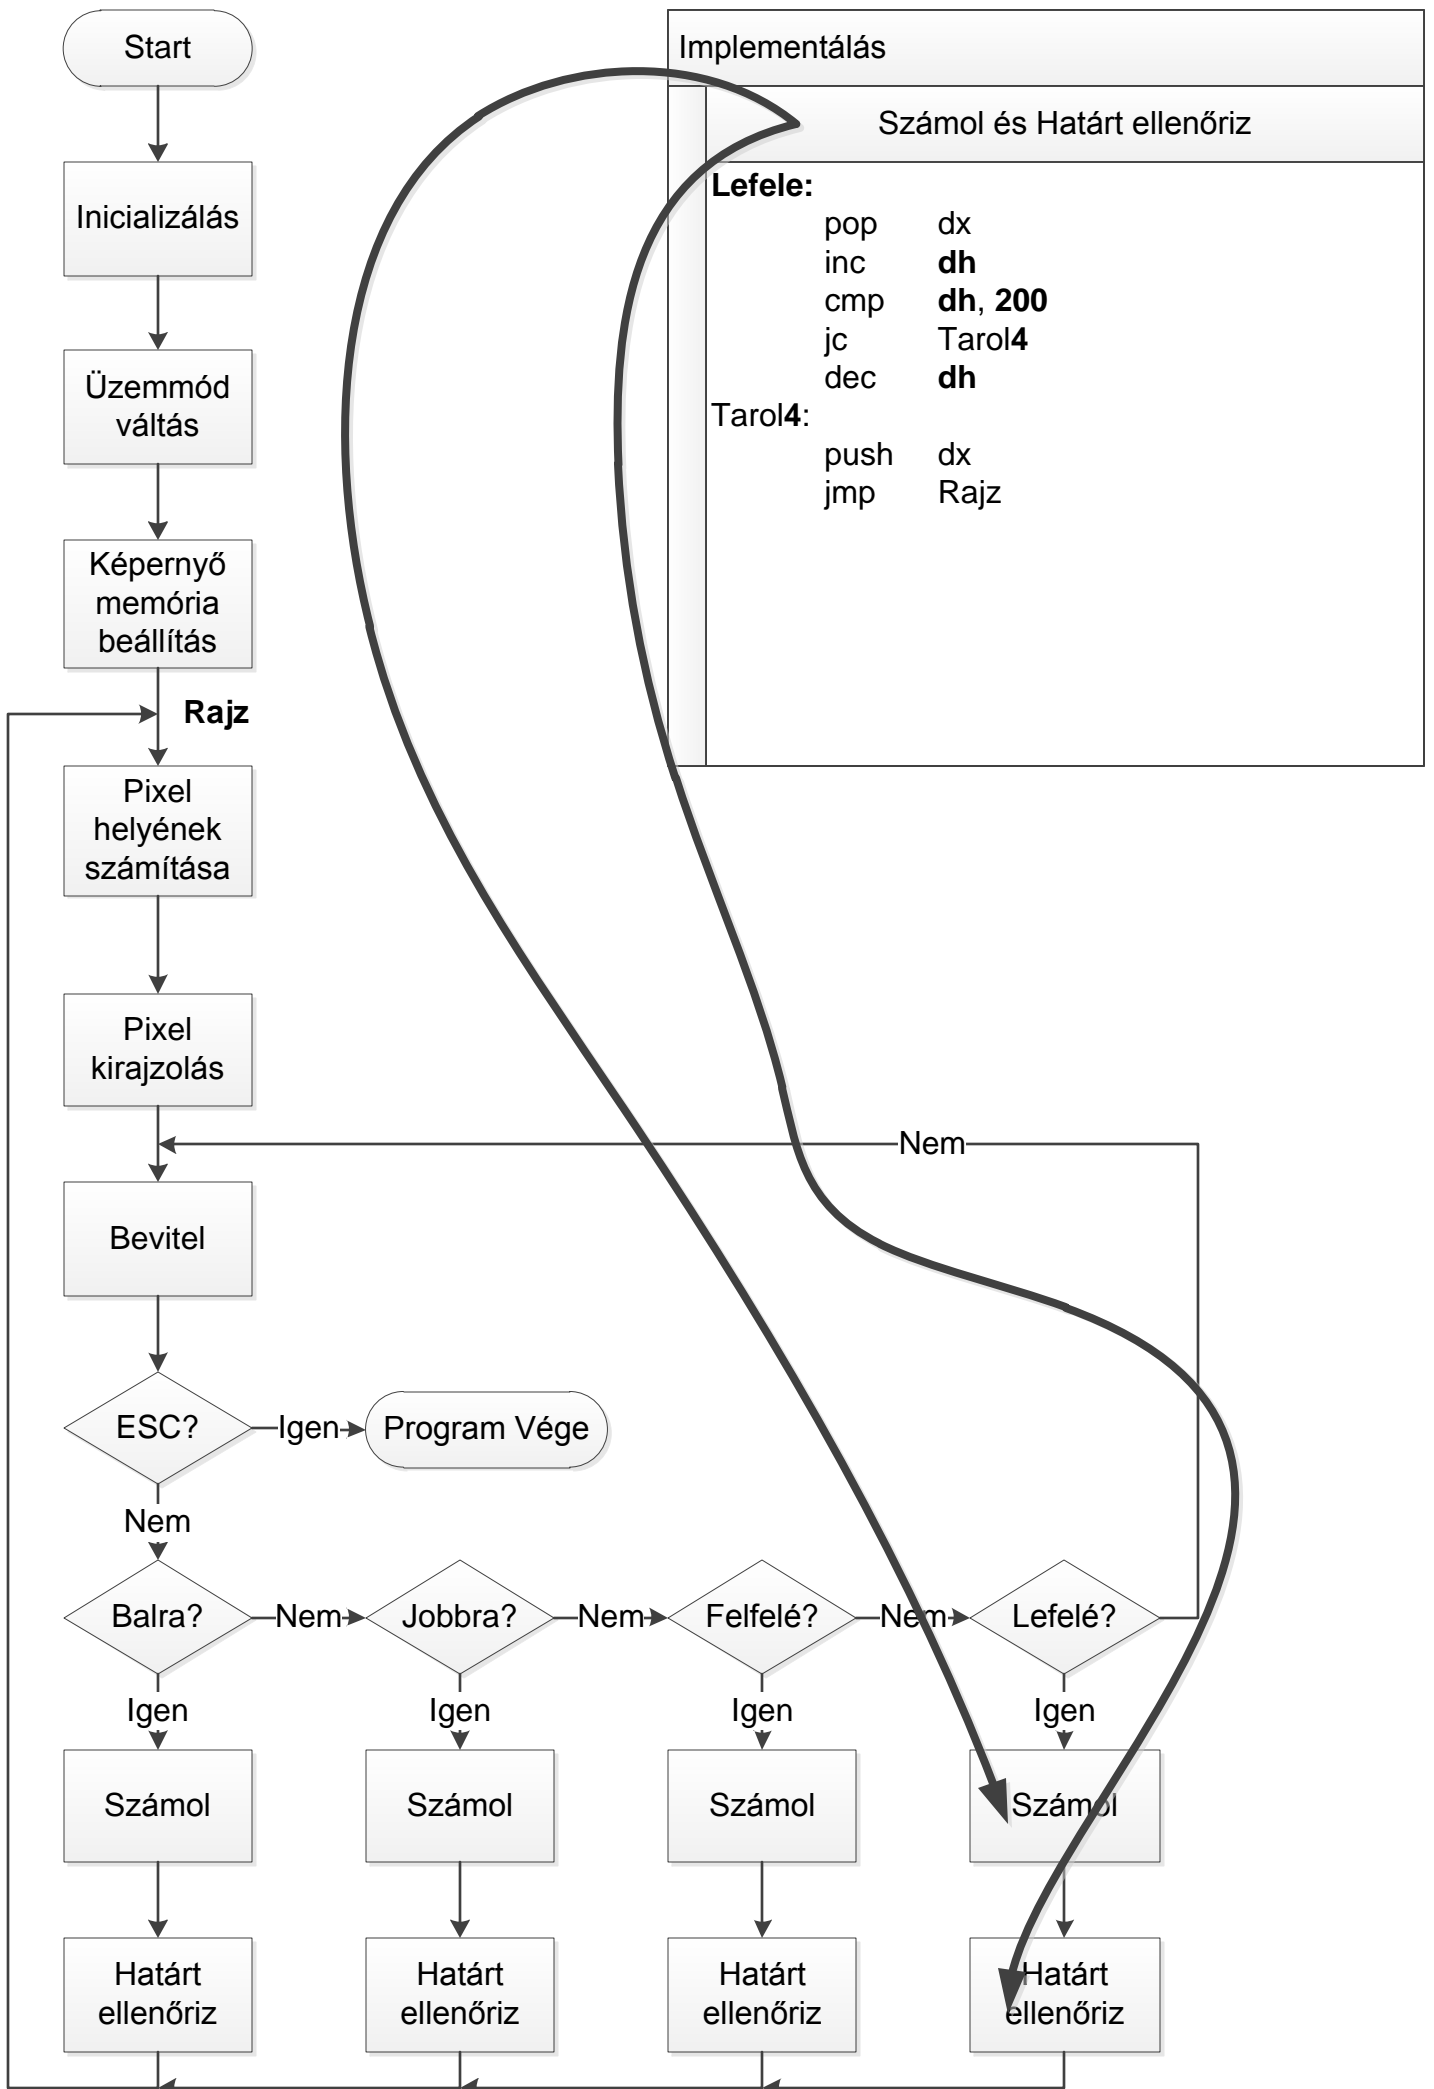 Start
Inicializálás
Üzemmód
váltás
Képernyő
memória
beállítás
Rajz
Pixel
helyének
számítása
Pixel
kirajzolás
Nem
Bevitel
ESC?
Igen
Program Vége
Nem
Balra?
Nem
Jobbra?
Nem
Felfelé?
Nem
Lefelé?
Igen
Igen
Igen
Igen
Számol
Számol
Számol
Számol
Határt
ellenőriz
Határt
ellenőriz
Határt
ellenőriz
Határt
ellenőriz
Implementálás
Számol és Határt ellenőriz
Lefele:
pop dx
inc dh
cmp dh, 200
jc Tarol4
dec dh
Tarol4:
push dx
jmp Rajz